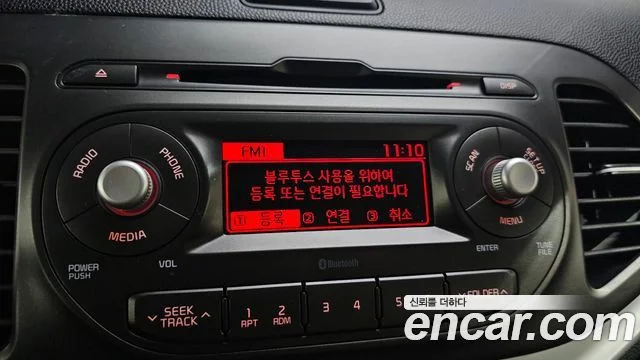 DISP
RADIO
PHONE
MEDIA
FM1 11:10
블루투스 사용을 위하여
등록 또는 연결이 필요합니다
① 등록 ② 연결 ③ 취소
SCAN
SETUP
MENU
POWER
PUSH
VOL
Bluetooth
ENTER
TUNE
FILE
SEEK
TRACK
1 RPT
2 RDM
3
4
5
FOLDER
신뢰를 더하다
encar.com